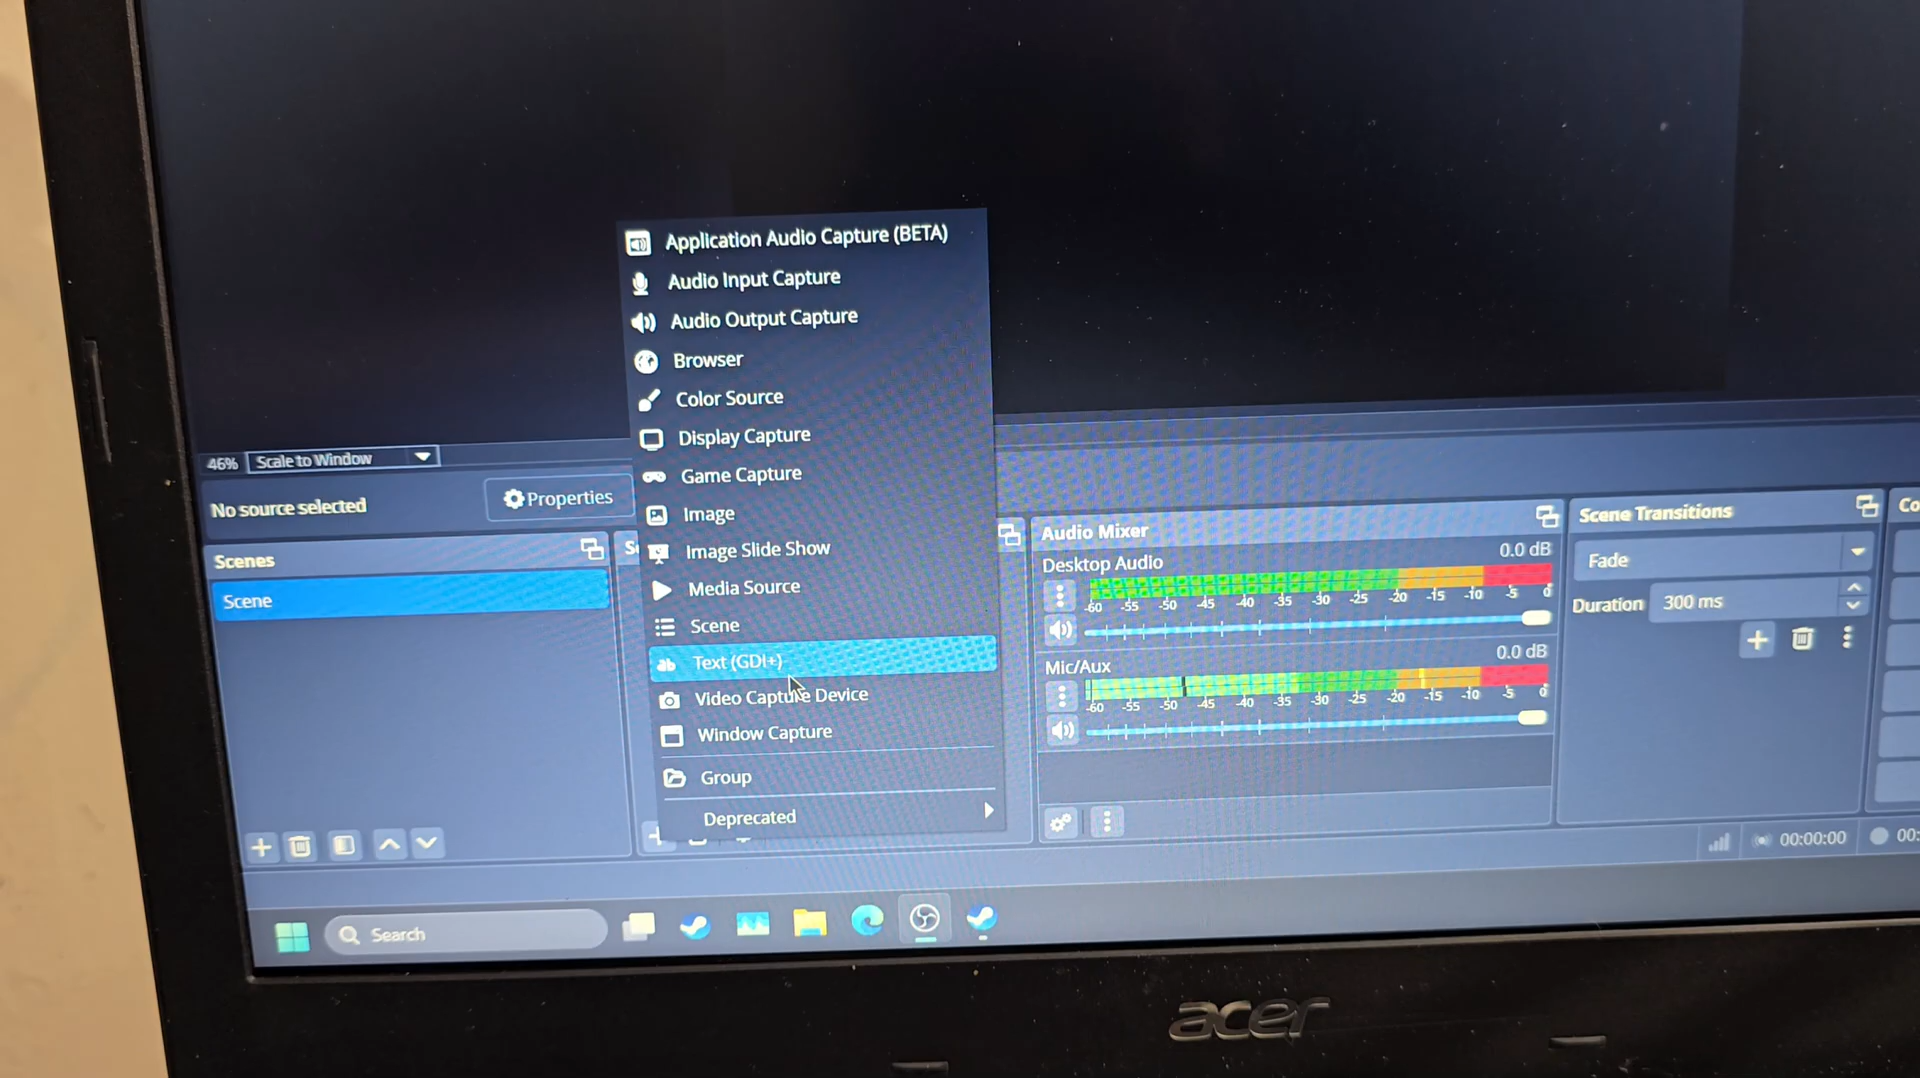 Application Audio Capture (BETA)
Audio Input Capture
Audio Output Capture
Browser
Color Source
Display Capture
Game Capture
Image
Image Slide Show
Media Source
Scene
Text (GDI+)
Video Capture Device
Window Capture
Group
Deprecated
46% Scale to Window
No source selected
Properties
Scenes
Scene
Audio Mixer
Desktop Audio 0.0 dB
-60 -55 -50 -45 -40 -35 -30 -25 -20 -15 -10 -5 0
Mic/Aux 0.0 dB
-60 -55 -50 -45 -40 -35 -30 -25 -20 -15 -10 -5 0
Scene Transitions
Fade
Duration 300 ms
Co
00:00:00
00:
Search
acer